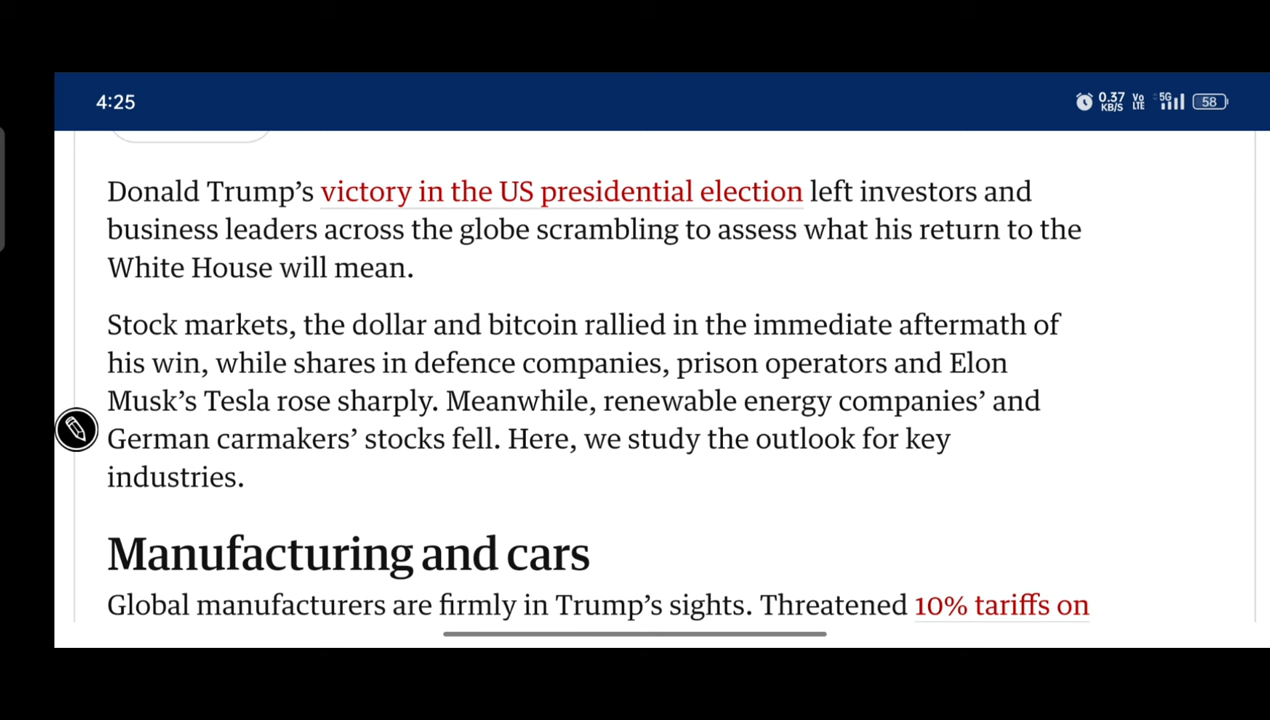 4:25
0.37 KB/S Vo LTE 5G 58
Donald Trump’s victory in the US presidential election left investors and
business leaders across the globe scrambling to assess what his return to the
White House will mean.
Stock markets, the dollar and bitcoin rallied in the immediate aftermath of
his win, while shares in defence companies, prison operators and Elon
Musk’s Tesla rose sharply. Meanwhile, renewable energy companies’ and
German carmakers’ stocks fell. Here, we study the outlook for key
industries.
Manufacturing and cars
Global manufacturers are firmly in Trump’s sights. Threatened 10% tariffs on